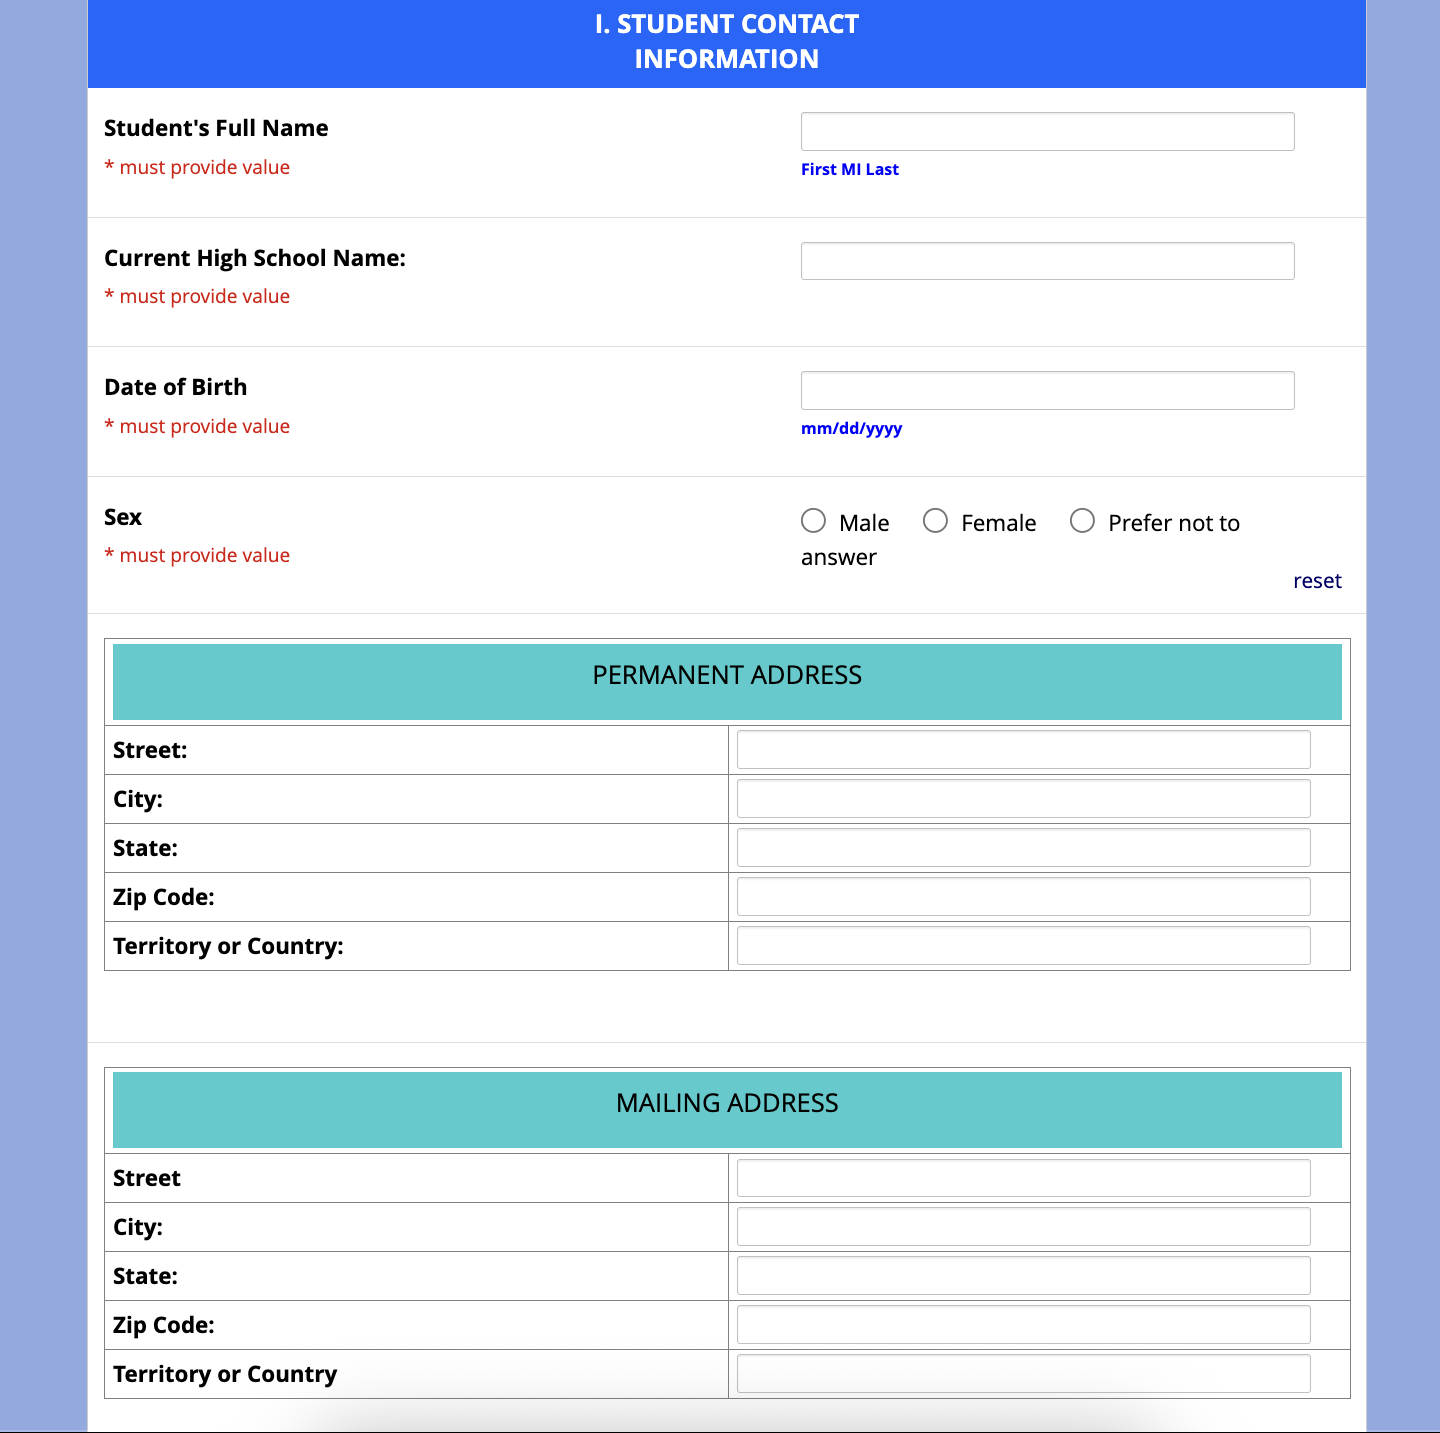 I. STUDENT CONTACT
INFORMATION
Student's Full Name
* must provide value
First MI Last
Current High School Name:
* must provide value
Date of Birth
* must provide value
mm/dd/yyyy
Sex
* must provide value
Male Female Prefer not to
answer
reset
PERMANENT ADDRESS
Street:
City:
State:
Zip Code:
Territory or Country:
MAILING ADDRESS
Street
City:
State:
Zip Code:
Territory or Country